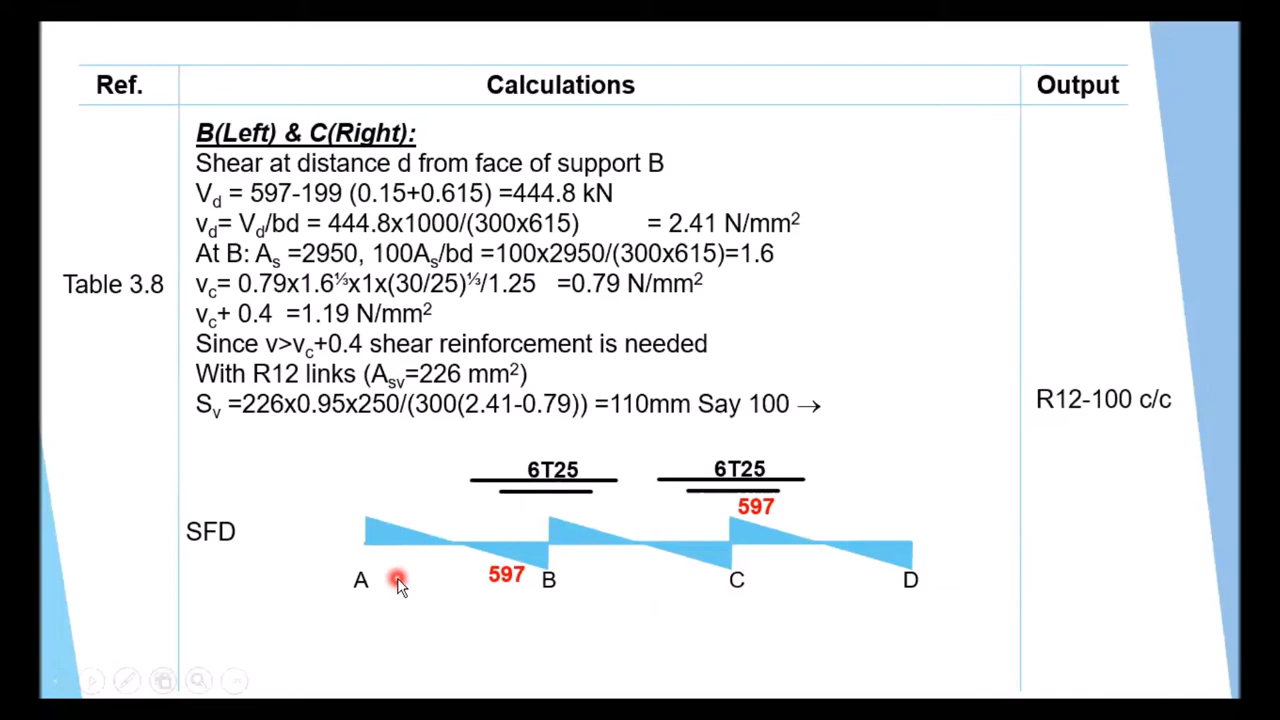 Ref. Calculations Output
B(Left) & C(Right):
Shear at distance d from face of support B
Vd = 597-199 (0.15+0.615) =444.8 kN
vd= Vd/bd = 444.8x1000/(300x615) = 2.41 N/mm²
At B: As =2950, 100As/bd =100x2950/(300x615)=1.6
Table 3.8 vc= 0.79x1.6⅓x1x(30/25)⅓/1.25 =0.79 N/mm²
vc+ 0.4 =1.19 N/mm²
Since v>vc+0.4 shear reinforcement is needed
With R12 links (Asv=226 mm²)
Sv =226x0.95x250/(300(2.41-0.79)) =110mm Say 100 → R12-100 c/c
6T25 6T25
597
SFD
597
A B C D